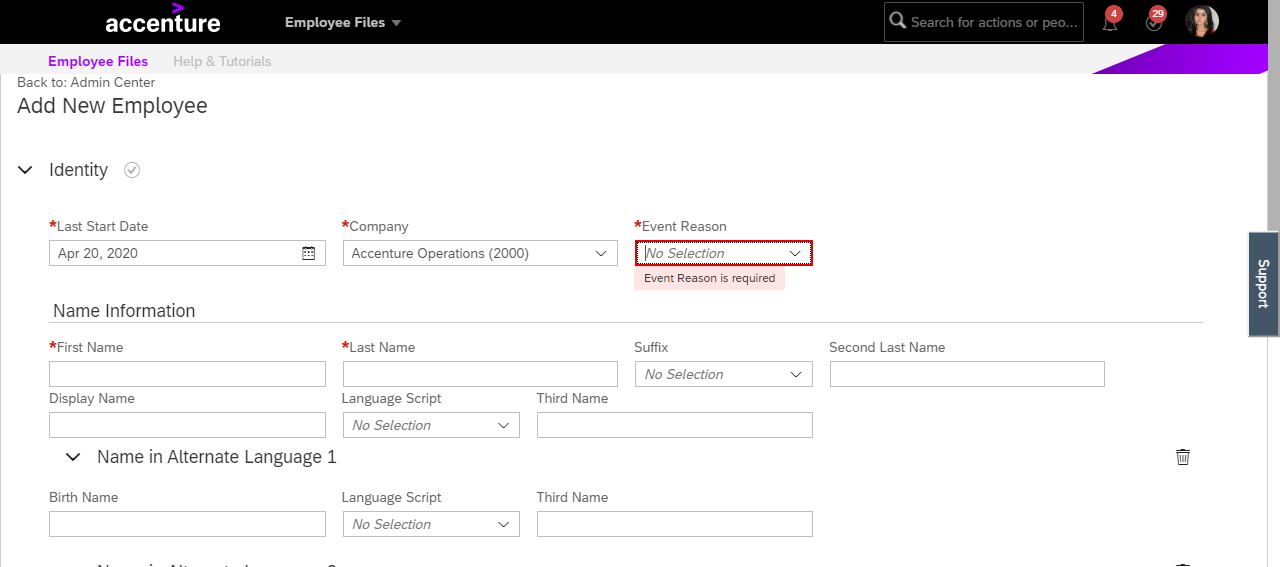 accenture
Employee Files
Search for actions or peo...
4
29
Employee Files
Help & Tutorials
Back to: Admin Center
Add New Employee
Identity
*Last Start Date
*Company
*Event Reason
Apr 20, 2020
Accenture Operations (2000)
No Selection
Event Reason is required
Support
Name Information
*First Name
*Last Name
Suffix
Second Last Name
No Selection
Display Name
Language Script
Third Name
No Selection
Name in Alternate Language 1
Birth Name
Language Script
Third Name
No Selection